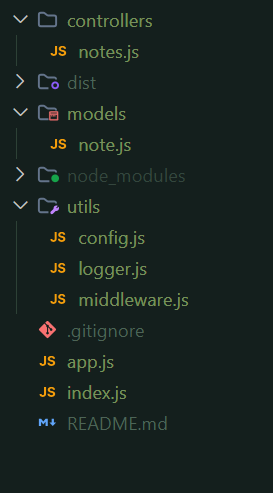 controllers
JS notes.js
dist
models
JS note.js
node_modules
utils
JS config.js
JS logger.js
JS middleware.js
.gitignore
JS app.js
JS index.js
README.md